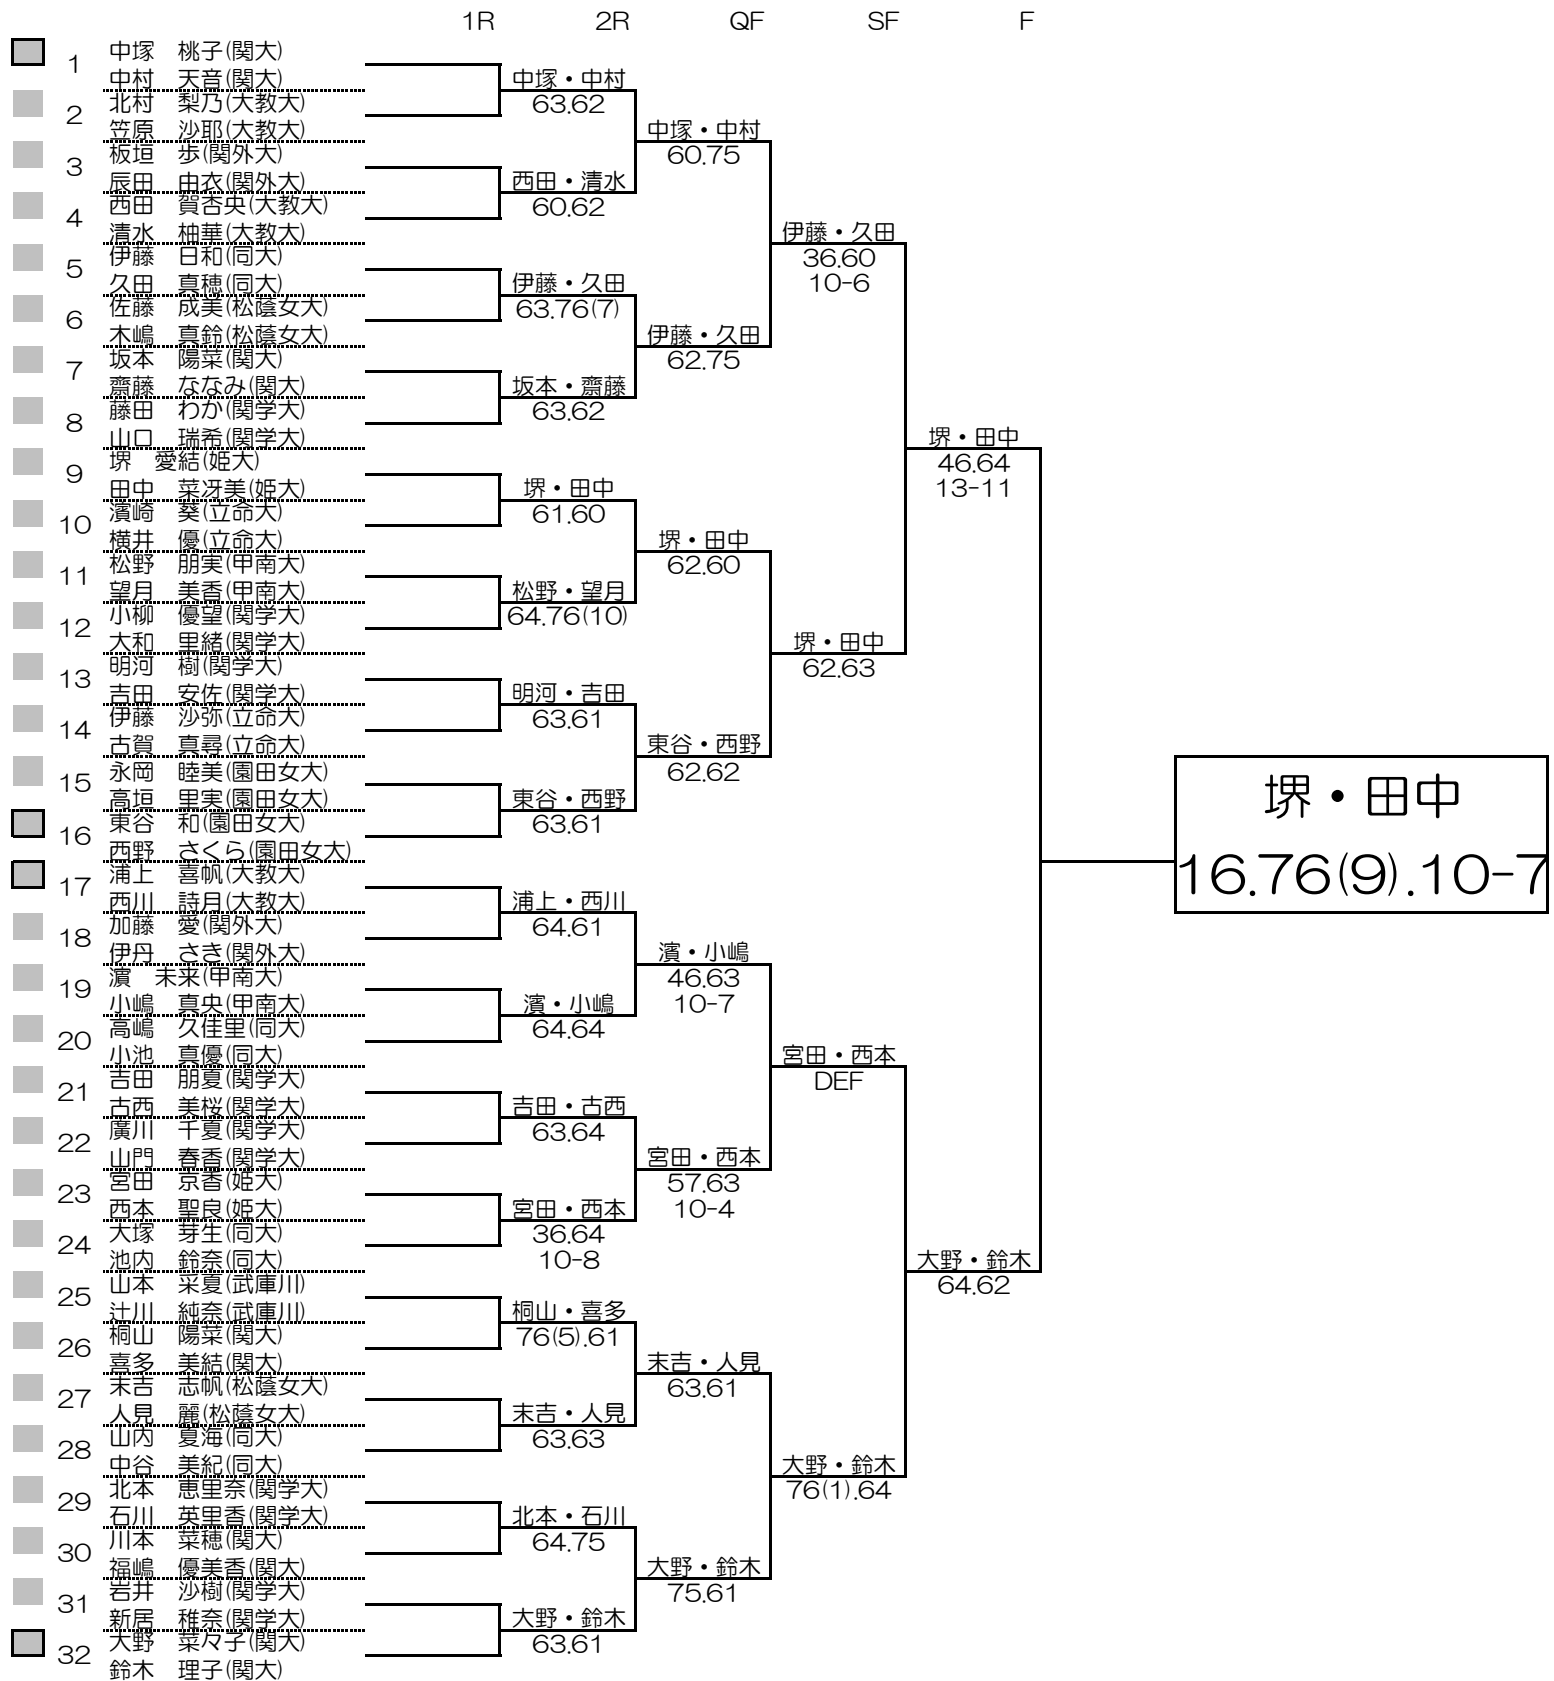 1R 2R QF SF F
1 中塚　桃子(関大)
中村　天音(関大)
2 北村　梨乃(大教大)
笠原　沙耶(大教大)
3 板垣　歩(関外大)
辰田　由衣(関外大)
4 西田　賀杏央(大教大)
清水　柚華(大教大)
5 伊藤　日和(同大)
久田　真穂(同大)
6 佐藤　成美(松蔭女大)
木嶋　真鈴(松蔭女大)
7 坂本　陽菜(関大)
齋藤　ななみ(関大)
8 藤田　わか(関学大)
山口　瑞希(関学大)
9 堺　愛結(姫大)
田中　菜冴美(姫大)
10 濱崎　葵(立命大)
横井　優(立命大)
11 松野　朋実(甲南大)
望月　美香(甲南大)
12 小柳　優望(関学大)
大和　里緒(関学大)
13 明河　樹(関学大)
吉田　安佐(関学大)
14 伊藤　沙弥(立命大)
古賀　真尋(立命大)
15 永岡　睦美(園田女大)
高垣　里実(園田女大)
16 東谷　和(園田女大)
西野　さくら(園田女大)
17 浦上　喜帆(大教大)
西川　詩月(大教大)
18 加藤　愛(関外大)
伊丹　さき(関外大)
19 濵　未来(甲南大)
小嶋　真央(甲南大)
20 高嶋　久佳里(同大)
小池　真優(同大)
21 吉田　朋夏(関学大)
古西　美桜(関学大)
22 廣川　千夏(関学大)
山門　春香(関学大)
23 宮田　京香(姫大)
西本　聖良(姫大)
24 大塚　芽生(同大)
池内　鈴奈(同大)
25 山本　采夏(武庫川)
辻川　純奈(武庫川)
26 桐山　陽菜(関大)
喜多　美結(関大)
27 末吉　志帆(松蔭女大)
人見　麗(松蔭女大)
28 山内　夏海(同大)
中谷　美紀(同大)
29 北本　恵里奈(関学大)
石川　英里香(関学大)
30 川本　菜穂(関大)
福嶋　優美香(関大)
31 岩井　沙樹(関学大)
新居　稚奈(関学大)
32 大野　菜々子(関大)
鈴木　理子(関大)
中塚・中村
63.62
西田・清水
60.62
伊藤・久田
63.76(7)
坂本・齋藤
63.62
堺・田中
61.60
松野・望月
64.76(10)
明河・吉田
63.61
東谷・西野
63.61
浦上・西川
64.61
濱・小嶋
64.64
吉田・古西
63.64
宮田・西本
36.64
10-8
桐山・喜多
76(5).61
末吉・人見
63.63
北本・石川
64.75
大野・鈴木
63.61
中塚・中村
60.75
伊藤・久田
62.75
堺・田中
62.60
東谷・西野
62.62
濱・小嶋
46.63
10-7
宮田・西本
57.63
10-4
末吉・人見
63.61
大野・鈴木
75.61
伊藤・久田
36.60
10-6
堺・田中
62.63
宮田・西本
DEF
大野・鈴木
76(1).64
堺・田中
46.64
13-11
大野・鈴木
64.62
堺・田中
16.76(9).10-7